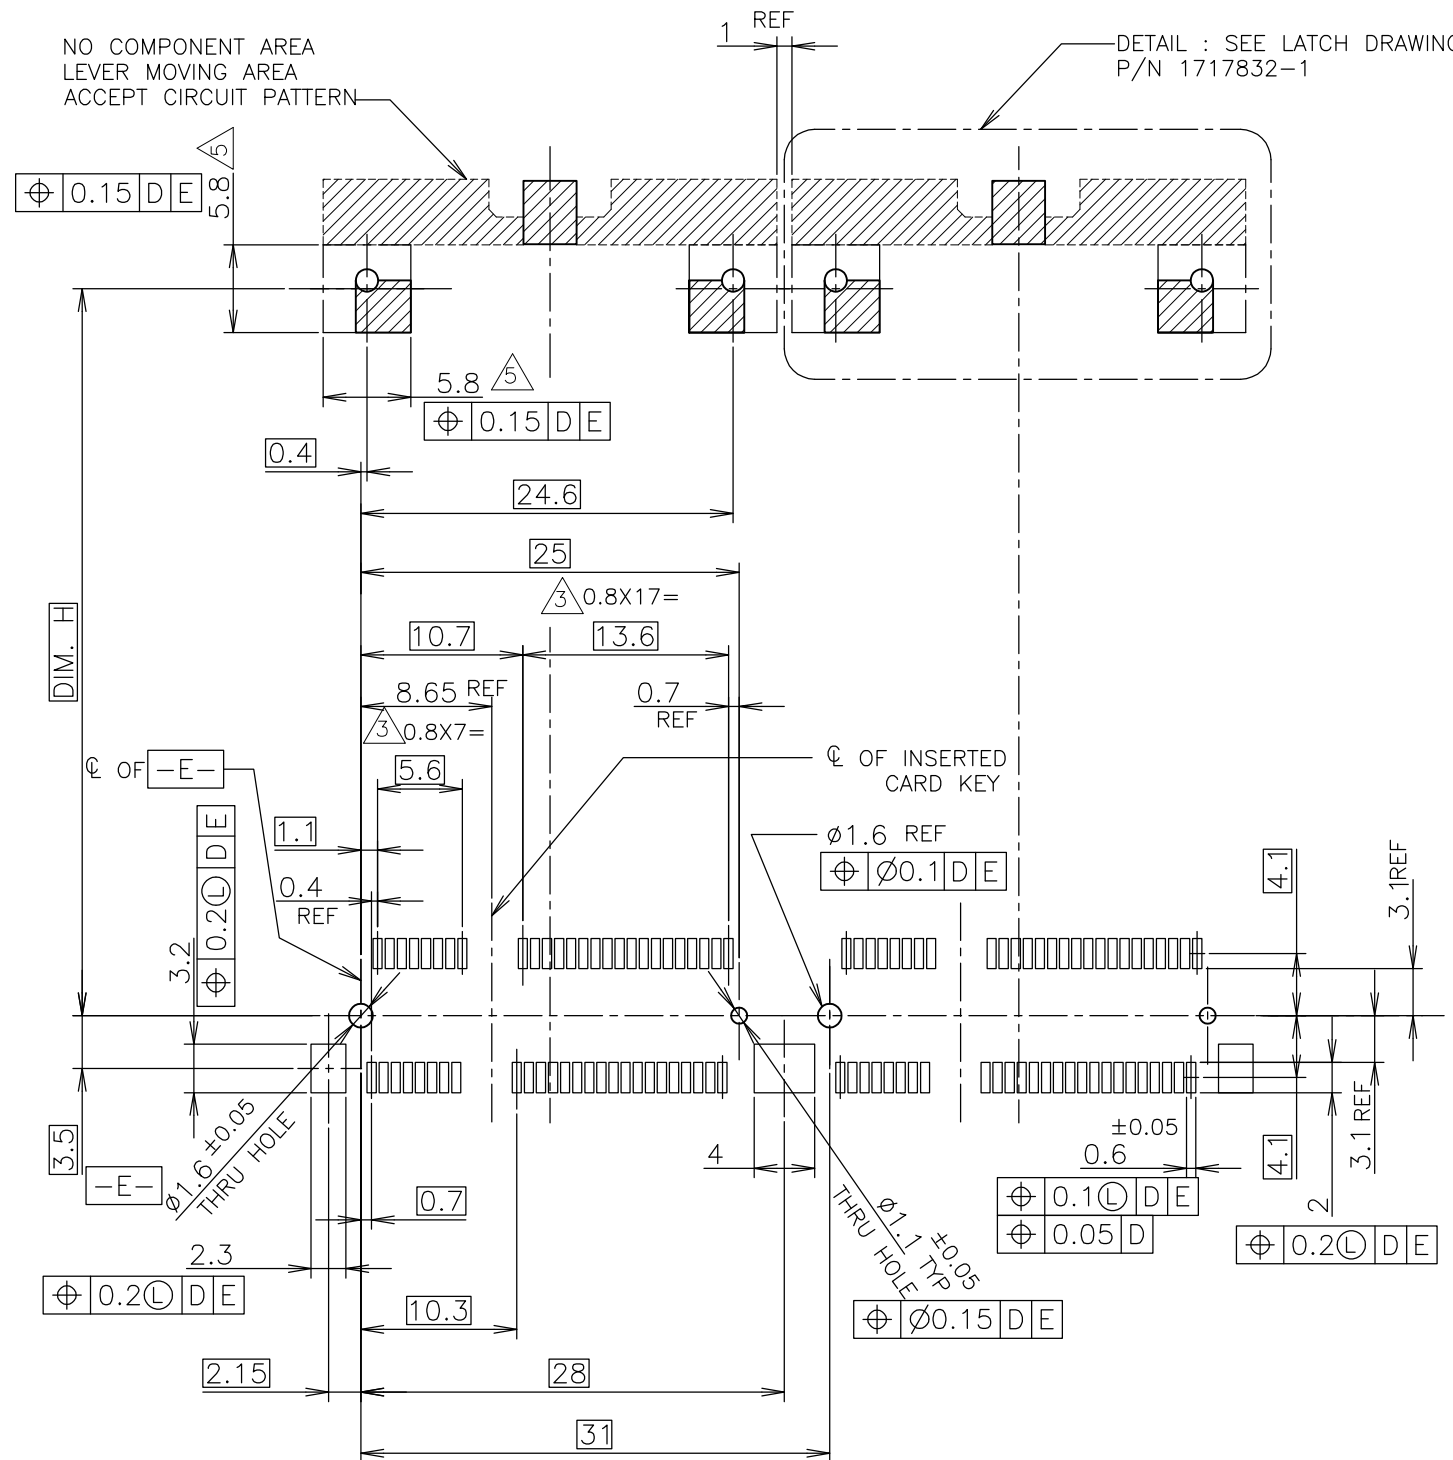 1 REF
NO COMPONENT AREA
LEVER MOVING AREA
ACCEPT CIRCUIT PATTERN
DETAIL : SEE LATCH DRAWING
P/N 1717832-1
⌖ 0.15 D E
5.8 5
5.8 5
⌖ 0.15 D E
0.4
24.6
25
3 0.8X17=
10.7
13.6
DIM. H
8.65 REF
0.7
REF
3 0.8X7=
5.6
℄ OF -E-
℄ OF INSERTED
CARD KEY
1.1
⌖ 0.2Ⓛ D E
ø1.6 REF
⌖ Ø0.1 D E
0.4
REF
4.1
3.1REF
3.2
3.5
-E-
ø1.6 ±0.05
THRU HOLE
0.7
4
±0.05
0.6
⌖ 0.1Ⓛ D E
⌖ 0.05 D
4.1
3.1 REF
2
⌖ 0.2Ⓛ D E
2.3
⌖ 0.2Ⓛ D E
ø1.1 ±0.05 TYP
THRU HOLE
⌖ Ø0.15 D E
10.3
2.15
28
31